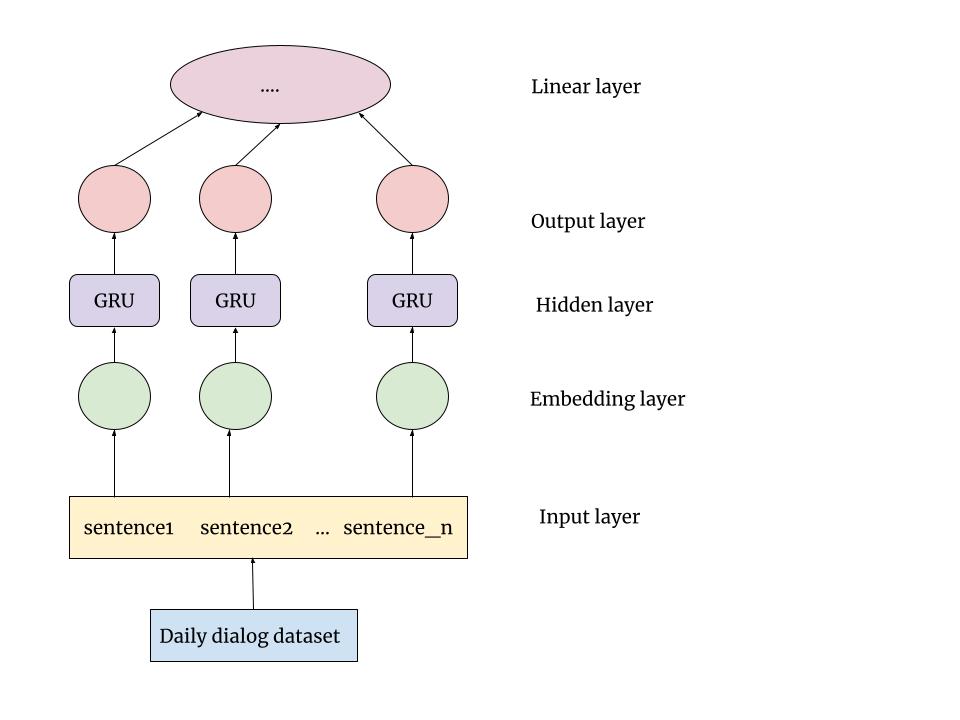 ....
Linear layer
Output layer
GRU GRU GRU
Hidden layer
Embedding layer
sentence1 sentence2 ... sentence_n
Input layer
Daily dialog dataset